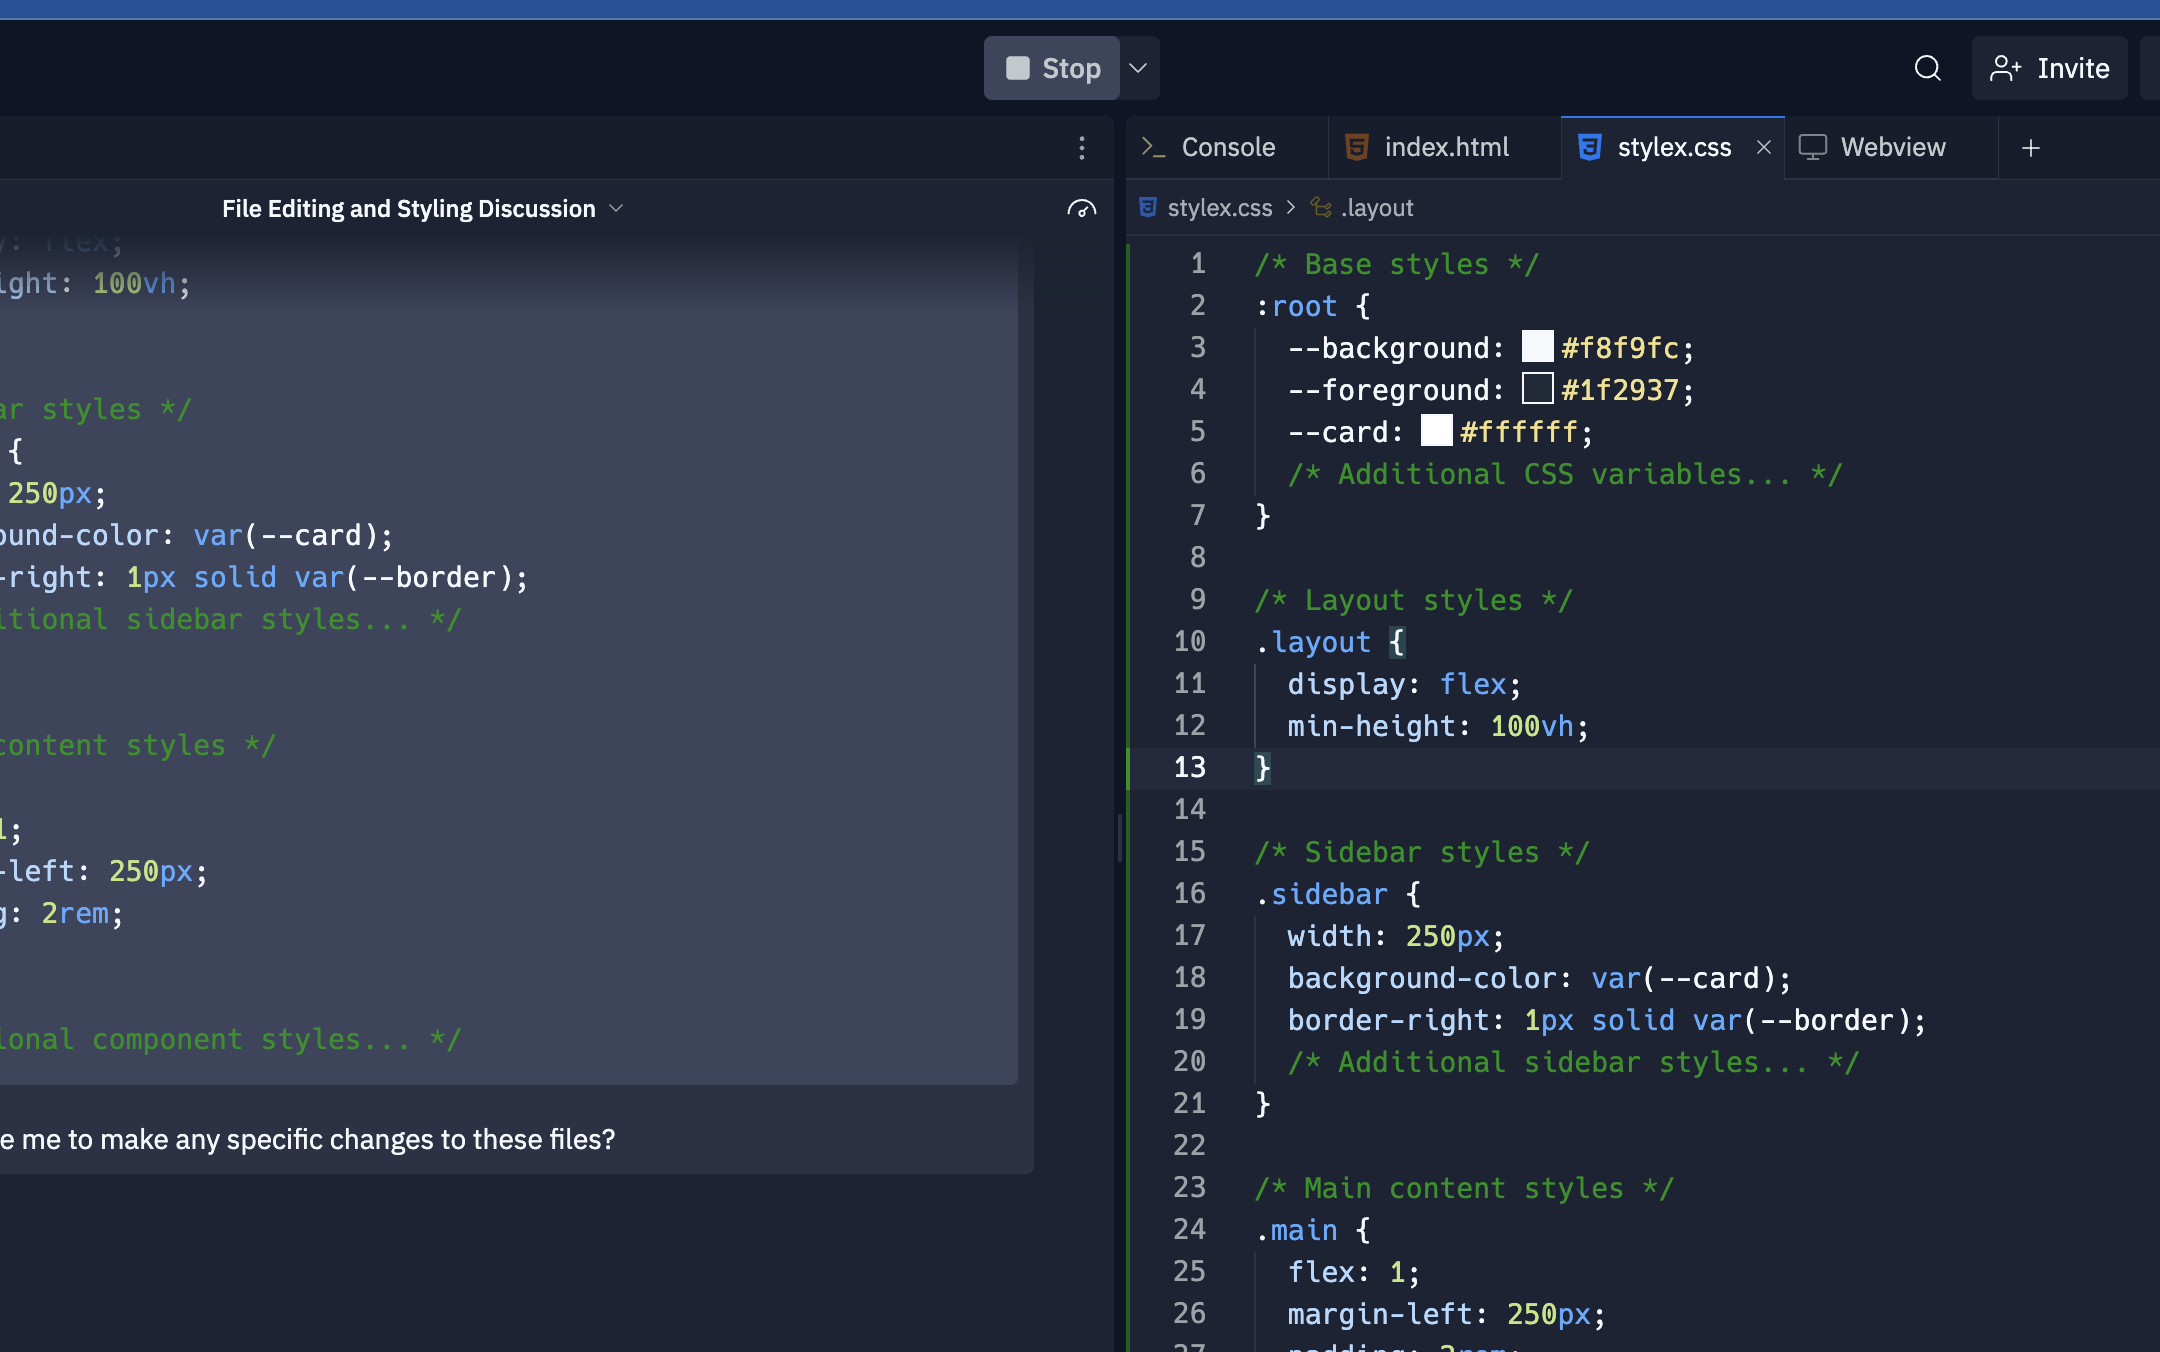 Stop
Invite
Console
index.html
stylex.css
Webview
File Editing and Styling Discussion
stylex.css > .layout
flex;
ight: 100vh;
ar styles */
{
250px;
ound-color: var(--card);
-right: 1px solid var(--border);
itional sidebar styles... */
content styles */
1;
-left: 250px;
g: 2rem;
ional component styles... */
e me to make any specific changes to these files?
1 /* Base styles */
2 :root {
3 --background: #f8f9fc;
4 --foreground: #1f2937;
5 --card: #ffffff;
6 /* Additional CSS variables... */
7 }
8
9 /* Layout styles */
10 .layout {
11 display: flex;
12 min-height: 100vh;
13 }
14
15 /* Sidebar styles */
16 .sidebar {
17 width: 250px;
18 background-color: var(--card);
19 border-right: 1px solid var(--border);
20 /* Additional sidebar styles... */
21 }
22
23 /* Main content styles */
24 .main {
25 flex: 1;
26 margin-left: 250px;
27 padding: 2rem;